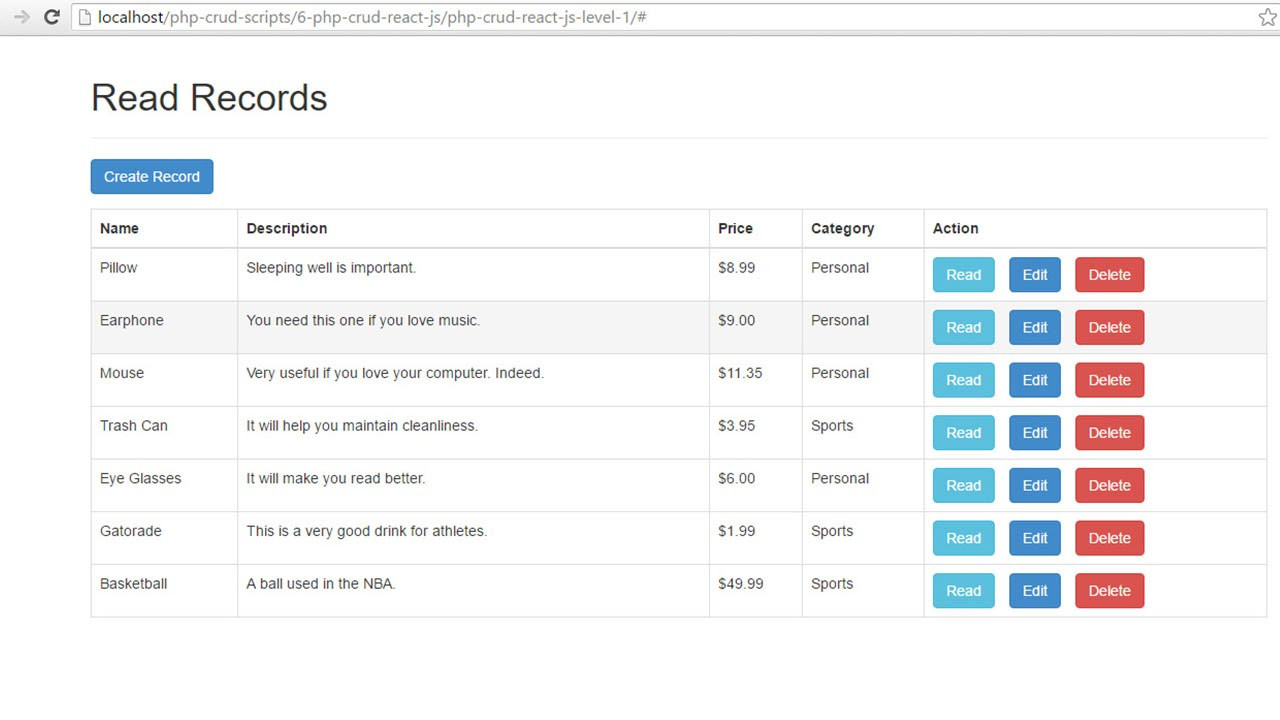 localhost/php-crud-scripts/6-php-crud-react-js/php-crud-react-js-level-1/#
Read Records
Create Record
Name Description Price Category Action
Pillow Sleeping well is important. $8.99 Personal Read Edit Delete
Earphone You need this one if you love music. $9.00 Personal Read Edit Delete
Mouse Very useful if you love your computer. Indeed. $11.35 Personal Read Edit Delete
Trash Can It will help you maintain cleanliness. $3.95 Sports Read Edit Delete
Eye Glasses It will make you read better. $6.00 Personal Read Edit Delete
Gatorade This is a very good drink for athletes. $1.99 Sports Read Edit Delete
Basketball A ball used in the NBA. $49.99 Sports Read Edit Delete